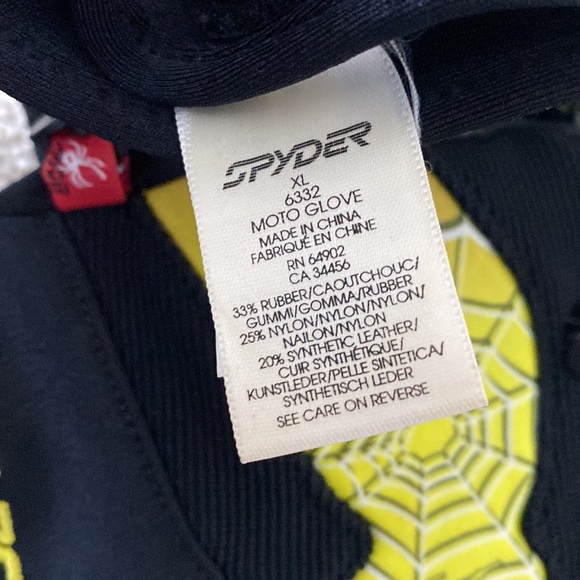 SPYDER
XL
6332
MOTO GLOVE
MADE IN CHINA
FABRIQUÉ EN CHINE
RN 64902
CA 34456
33% RUBBER/CAOUTCHOUC/
GUMMI/GOMMA/RUBBER
25% NYLON/NYLON/NYLON/
NAILON/NYLON
20% SYNTHETIC LEATHER/
CUIR SYNTHÉTIQUE/
KUNSTLEDER/PELLE SINTETICA/
SYNTHETISCH LEDER
SEE CARE ON REVERSE